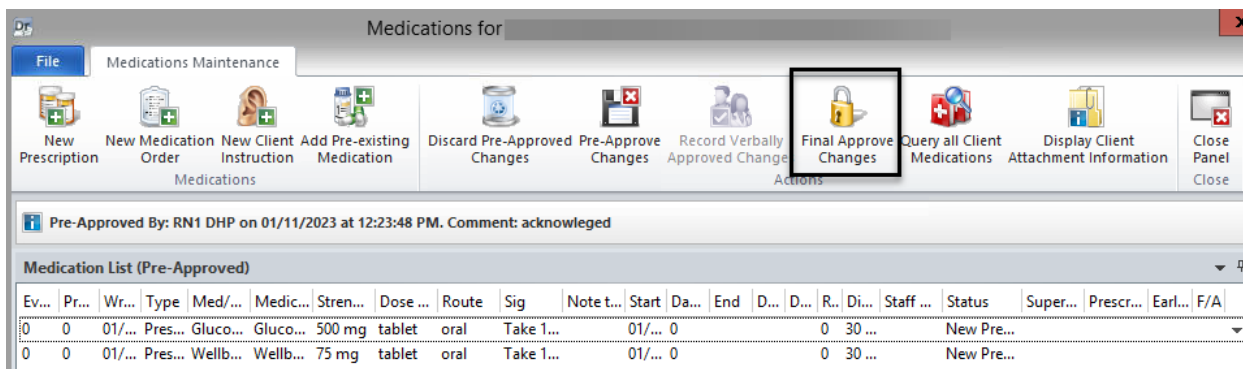 Dr
Medications for
x
File Medications Maintenance
New Prescription
New Medication Order
New Client Instruction
Add Pre-existing Medication
Discard Pre-Approved Changes
Pre-Approve Changes
Record Verbally Approved Change
Final Approve Changes
Query all Client Medications
Display Client Attachment Information
Close Panel
Medications Actions Close
Pre-Approved By: RN1 DHP on 01/11/2023 at 12:23:48 PM. Comment: acknowleged
Medication List (Pre-Approved)
Ev... Pr... Wr... Type Med/... Medic... Stren... Dose ... Route Sig Note t... Start Da... End D... D... R.. Di... Staff ... Status Super... Prescr... Earl... F/A
0 0 01/... Pres... Gluco... Gluco... 500 mg tablet oral Take 1... 01/... 0 0 30 ... New Pre...
0 0 01/... Pres... Wellb... Wellb... 75 mg tablet oral Take 1... 01/... 0 0 30 ... New Pre...